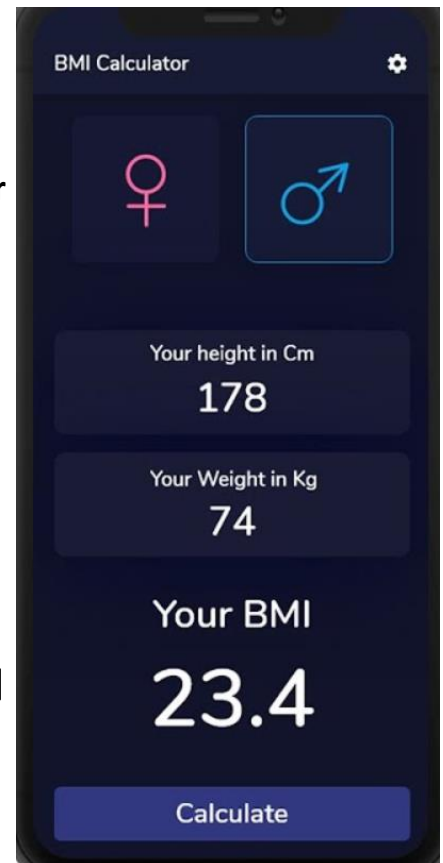 BMI Calculator
Your height in Cm
178
Your Weight in Kg
74
Your BMI
23.4
Calculate